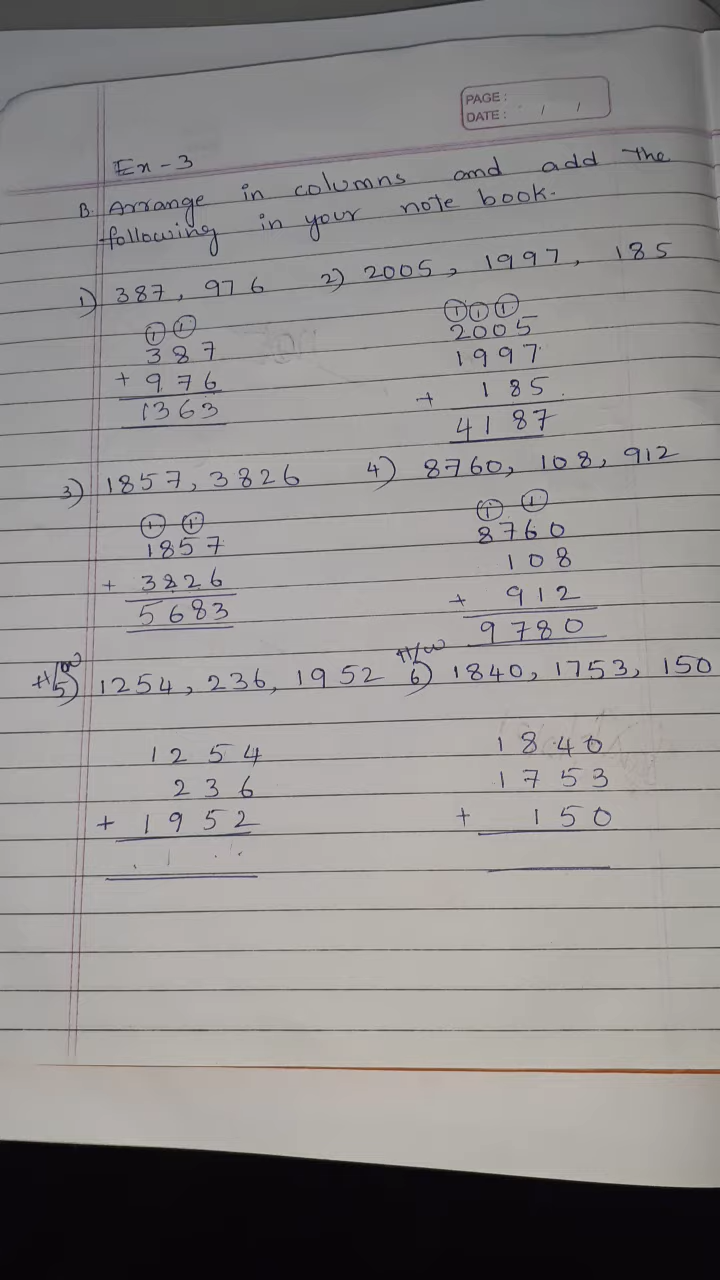 PAGE:
DATE: / /
Ex-3
B. Arrange in columns and add the
following in your note book.
1) 387, 976 2) 2005, 1997, 185
1 1
387
+ 976
1363
1 1 1
2005
1997
+ 185
4187
3) 1857, 3826 4) 8760, 108, 912
1 1
1857
+ 3826
5683
1 1
8760
108
+ 912
9780
H/W 5) 1254, 236, 1952 H/W 6) 1840, 1753, 150
1254
236
+ 1952
1840
1753
+ 150